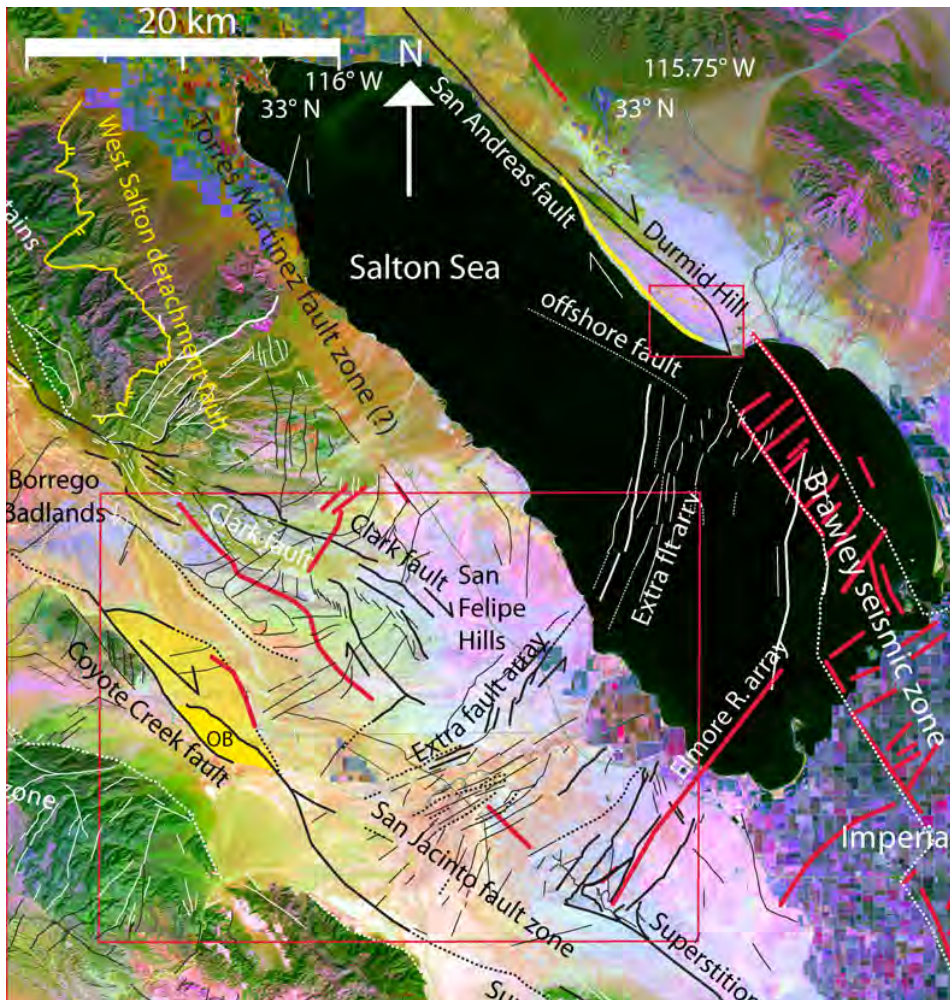 20 km
N
116° W
33° N
115.75° W
33° N
San Andreas fault
West Salton detachment fault
Torres Martinez fault zone (?)
tains
Durmid Hill
Salton Sea
offshore fault
Borrego
Badlands
Clark fault
Clark fault
San
Felipe
Hills
Extra flt arry
Brawley seismic zone
Extra fault array
Elmore R. array
Coyote Creek fault
OB
zone
San Jacinto fault zone
Imperia
Superstition
Su